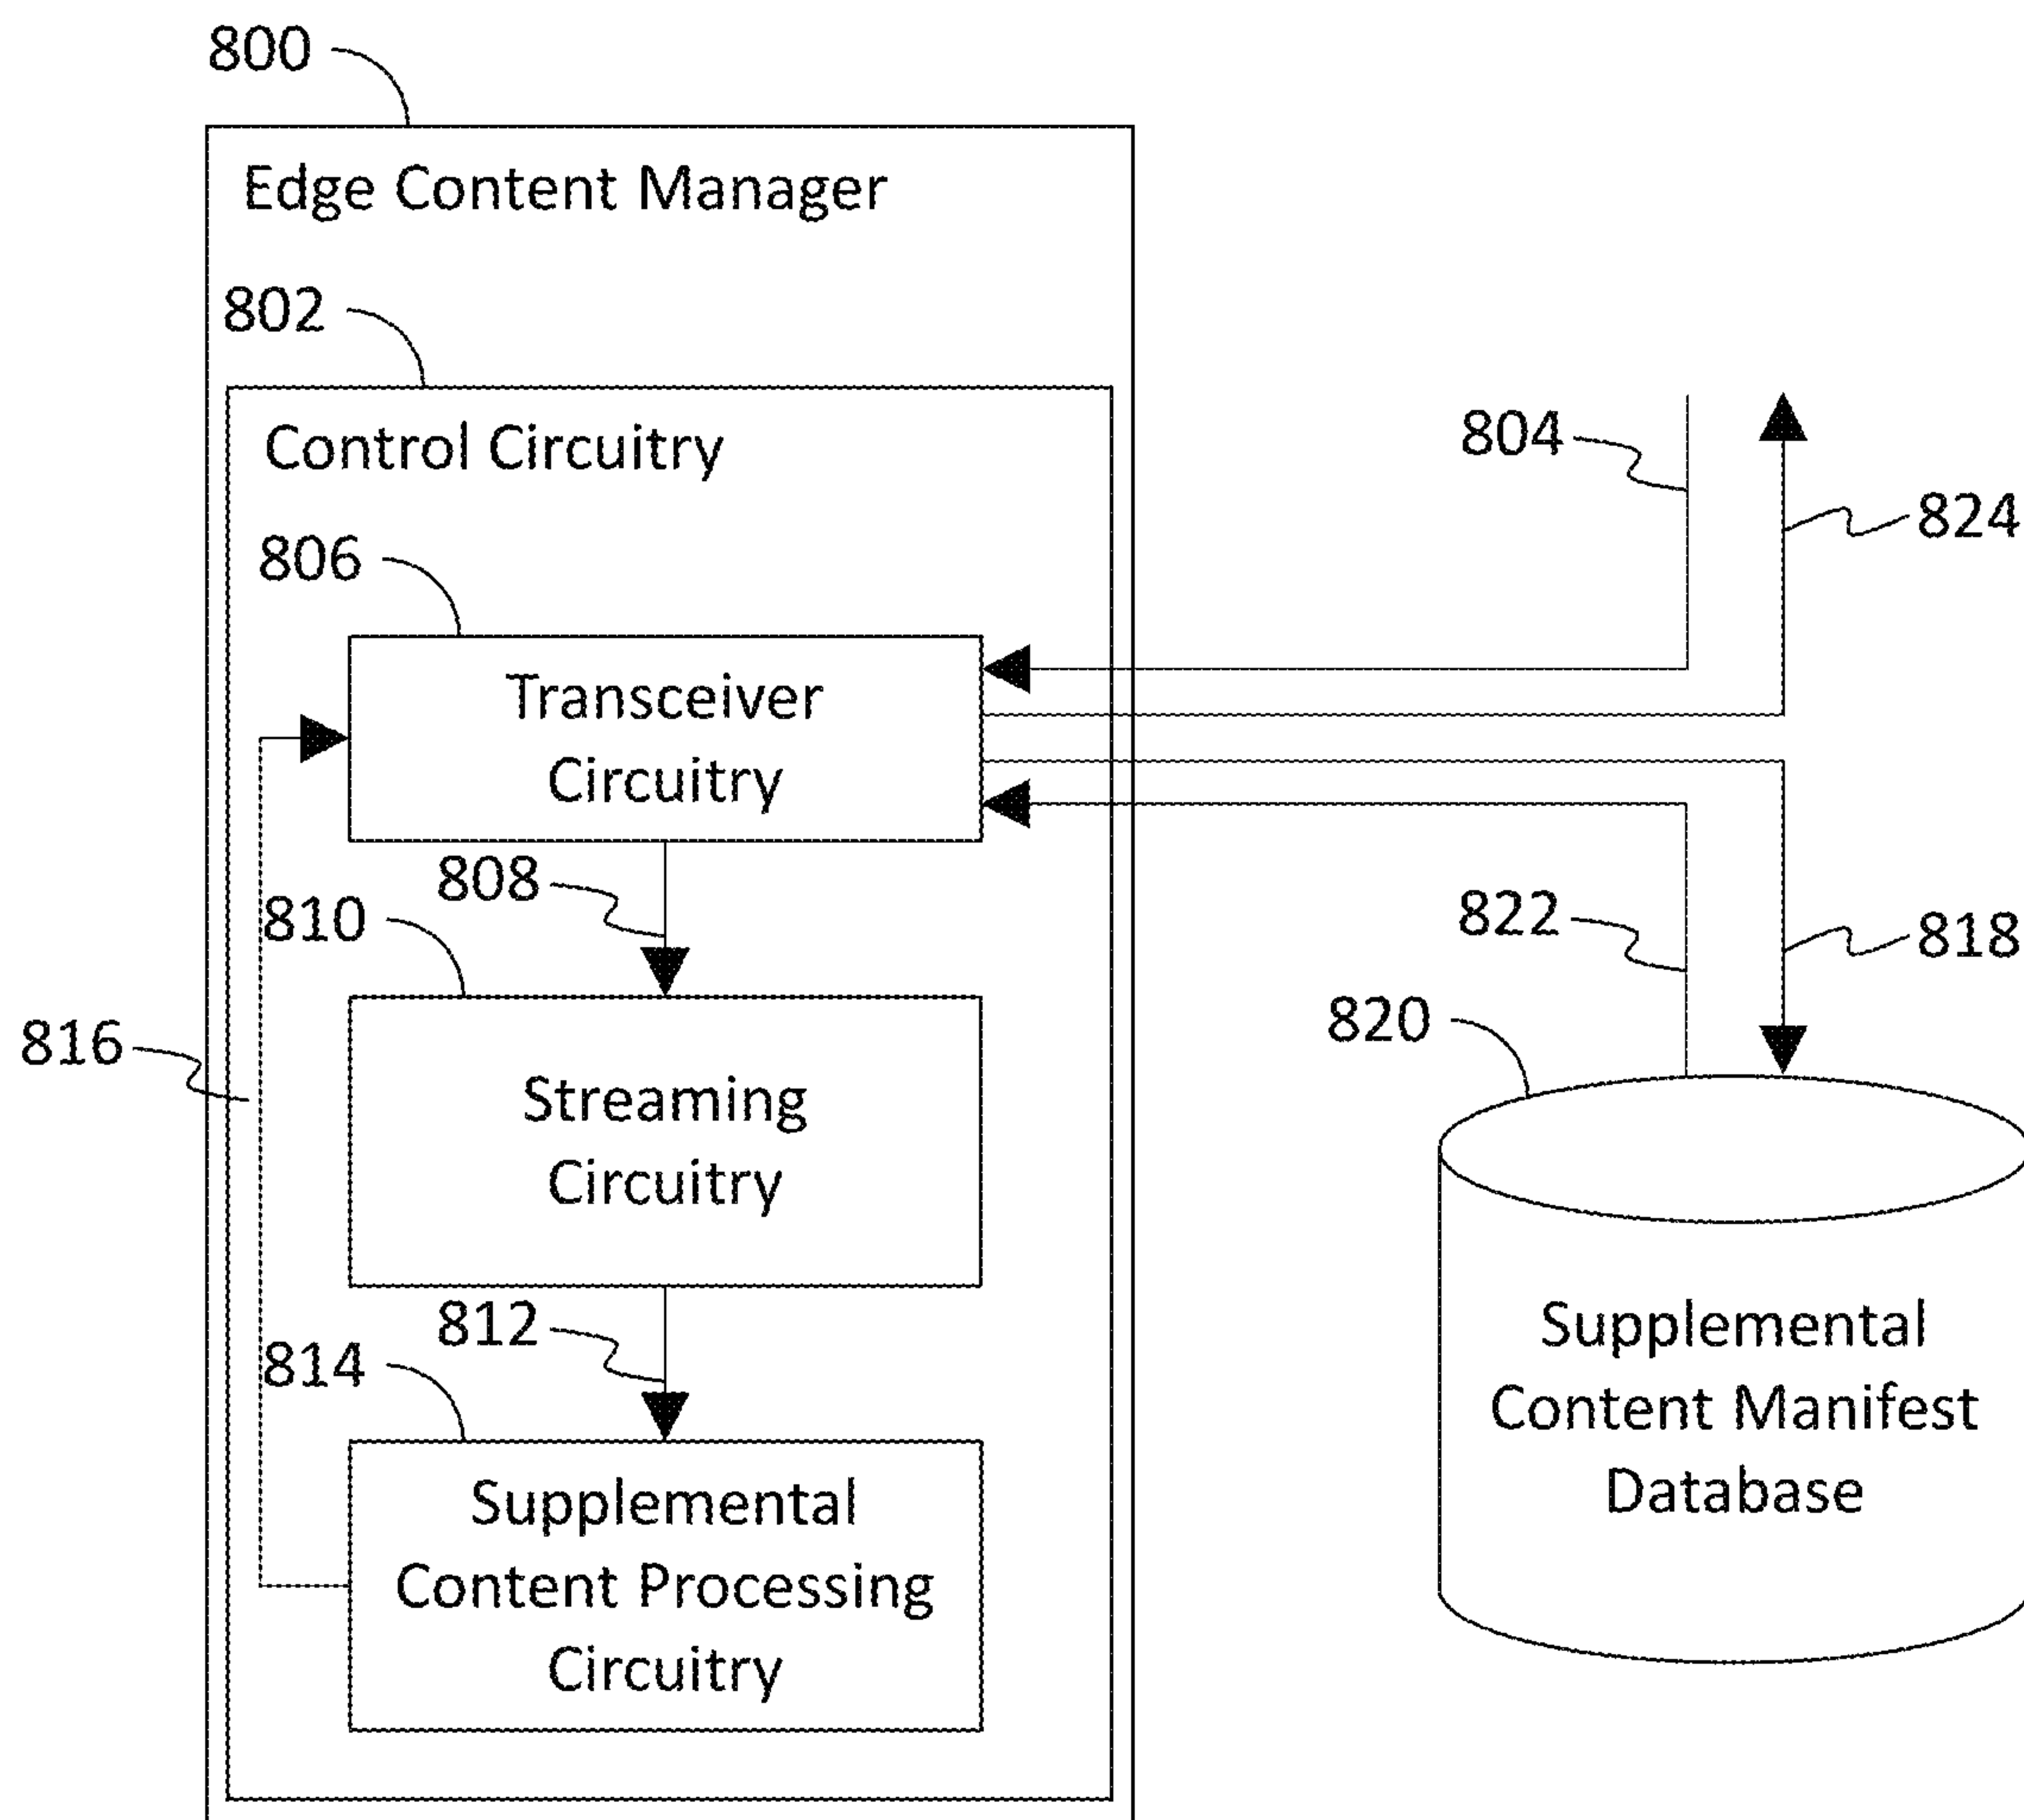 800
Edge Content Manager
802
Control Circuitry
804
824
806
Transceiver
Circuitry
808
810
822
818
816
820
Streaming
Circuitry
812
814
Supplemental
Content Manifest
Database
Supplemental
Content Processing
Circuitry